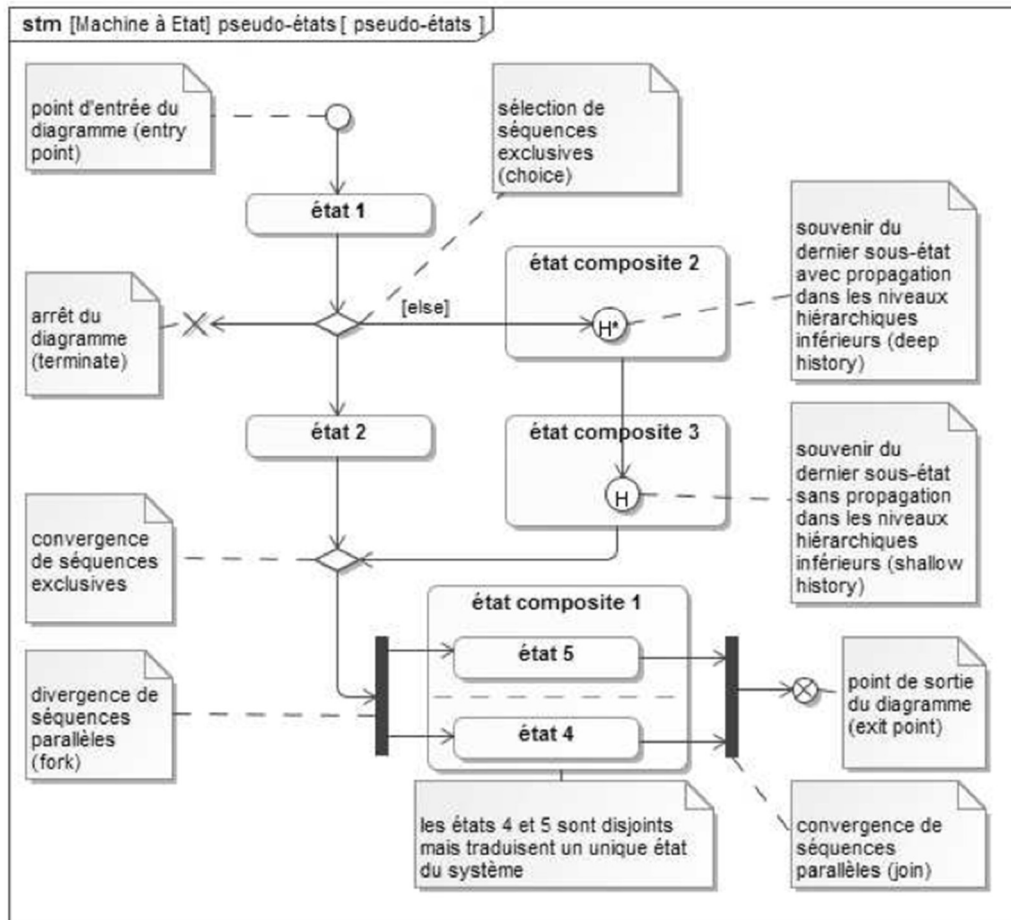 stm [Machine à Etat] pseudo-états [ pseudo-états ]
point d'entrée du
diagramme (entry
point)
sélection de
séquences
exclusives
(choice)
état 1
souvenir du
dernier sous-état
avec propagation
dans les niveaux
hiérarchiques
inférieurs (deep
history)
état composite 2
[else]
H*
arrêt du
diagramme
(terminate)
état 2
état composite 3
H
souvenir du
dernier sous-état
sans propagation
dans les niveaux
hiérarchiques
inférieurs (shallow
history)
convergence
de séquences
exclusives
état composite 1
état 5
état 4
divergence de
séquences
parallèles
(fork)
point de sortie
du diagramme
(exit point)
les états 4 et 5 sont disjoints
mais traduisent un unique état
du système
convergence de
séquences
parallèles (join)